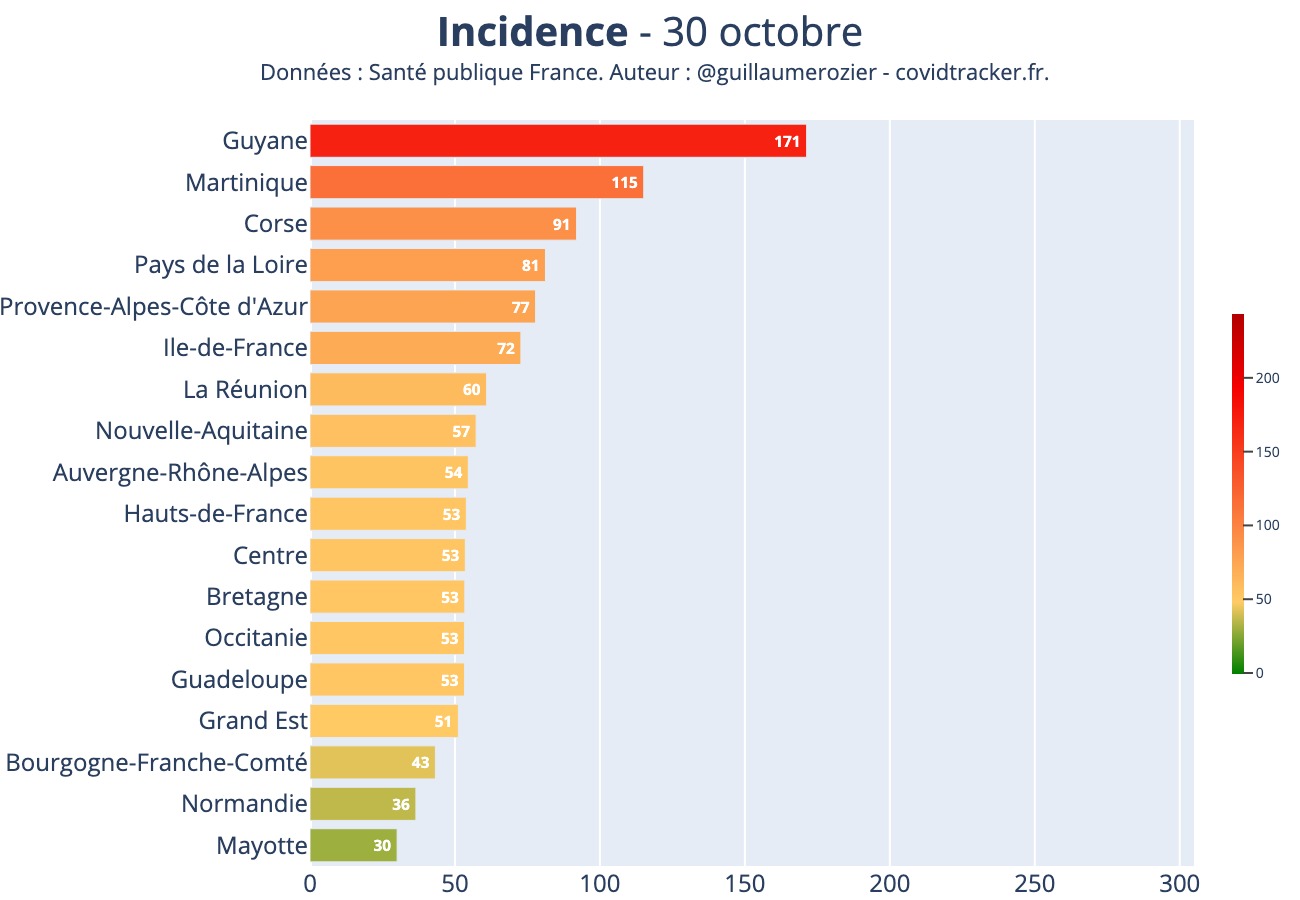 Incidence - 30 octobre
Données : Santé publique France. Auteur : @guillaumerozier - covidtracker.fr.
Guyane 171
Martinique 115
Corse 91
Pays de la Loire 81
Provence-Alpes-Côte d'Azur 77
Ile-de-France 72
La Réunion 60
Nouvelle-Aquitaine 57
Auvergne-Rhône-Alpes 54
Hauts-de-France 53
Centre 53
Bretagne 53
Occitanie 53
Guadeloupe 53
Grand Est 51
Bourgogne-Franche-Comté 43
Normandie 36
Mayotte 30
0 50 100 150 200 250 300
200
150
100
50
0